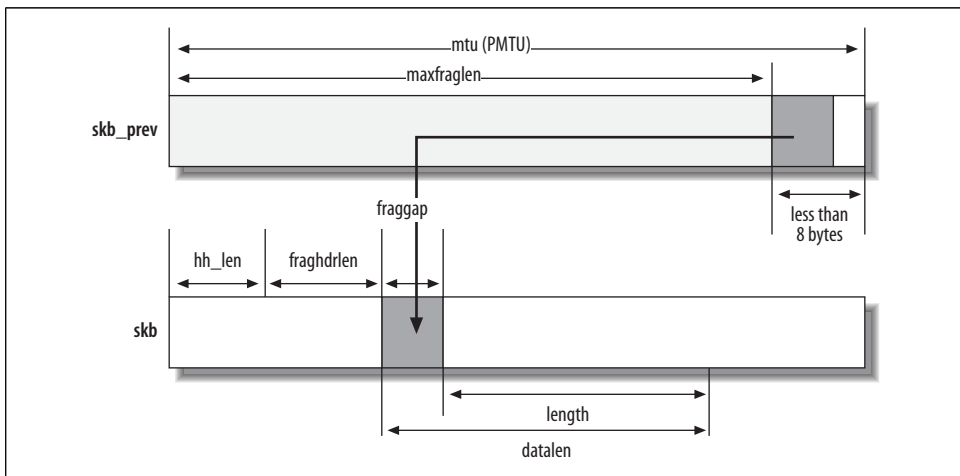 mtu (PMTU)
maxfraglen
skb_prev
fraggap
less than
8 bytes
hh_len
fraghdrlen
skb
length
datalen